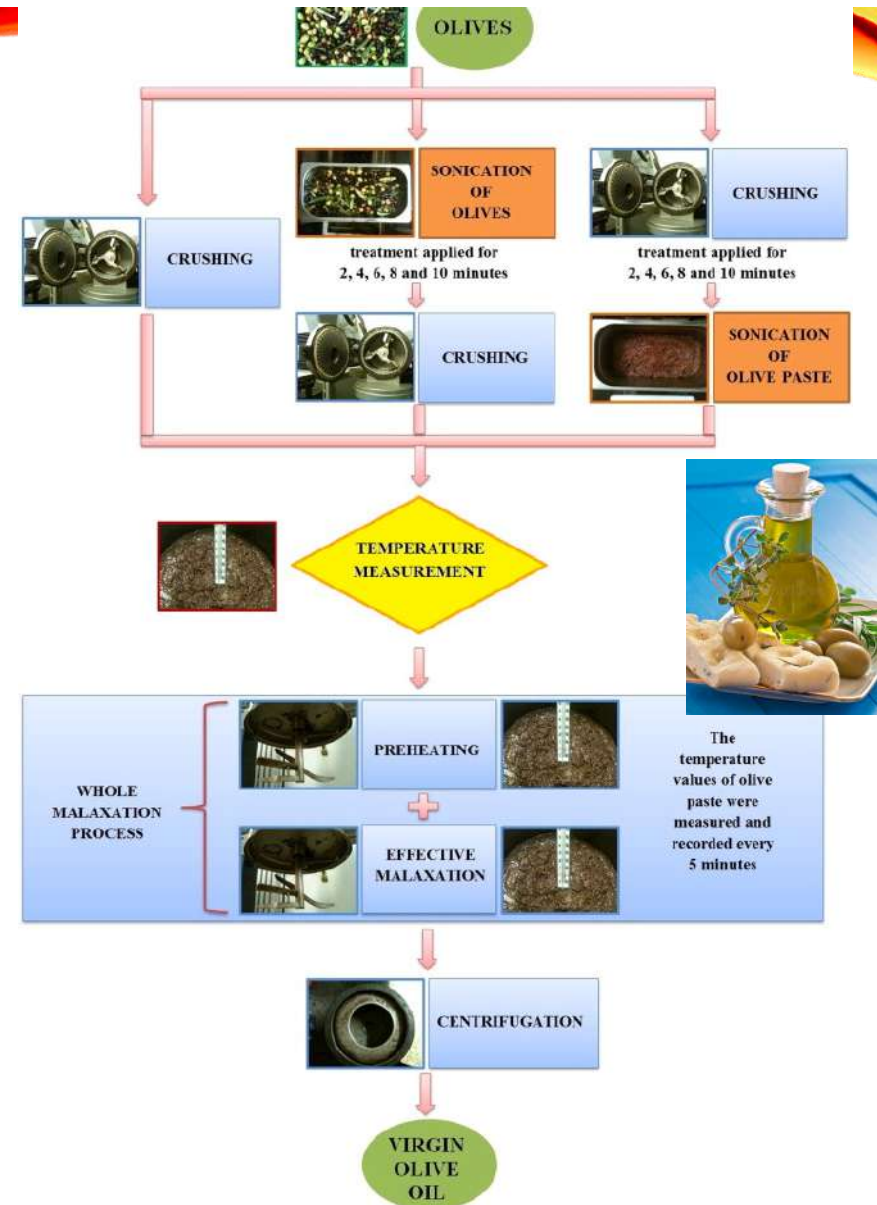 OLIVES
SONICATION
OF
OLIVES
CRUSHING
CRUSHING
treatment applied for
2, 4, 6, 8 and 10 minutes
treatment applied for
2, 4, 6, 8 and 10 minutes
CRUSHING
SONICATION
OF
OLIVE PASTE
TEMPERATURE
MEASUREMENT
WHOLE
MALAXATION
PROCESS
PREHEATING
EFFECTIVE
MALAXATION
The
temperature
values of olive
paste were
measured and
recorded every
5 minutes
CENTRIFUGATION
VIRGIN
OLIVE
OIL